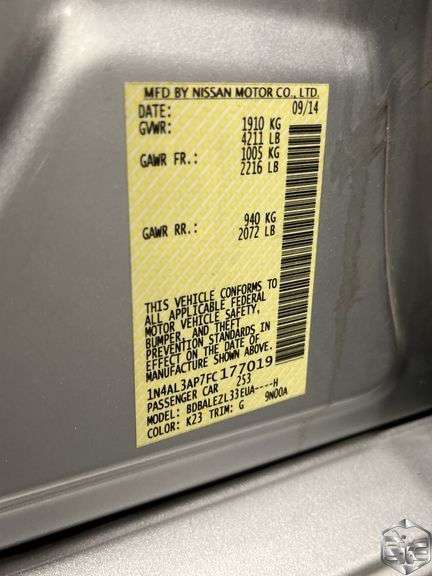 MFD BY NISSAN MOTOR CO., LTD.
DATE: 09/14
GVWR: 1910 KG
4211 LB
GAWR FR.: 1005 KG
2216 LB
GAWR RR.: 940 KG
2072 LB
THIS VEHICLE CONFORMS TO
ALL APPLICABLE FEDERAL
MOTOR VEHICLE SAFETY,
BUMPER, AND THEFT
PREVENTION STANDARDS IN
EFFECT ON THE DATE OF
MANUFACTURE SHOWN ABOVE.
1N4AL3AP7FC177019
PASSENGER CAR 253
MODEL: BDBALEZL33EUA----H
COLOR: K23 TRIM: G 9N00A